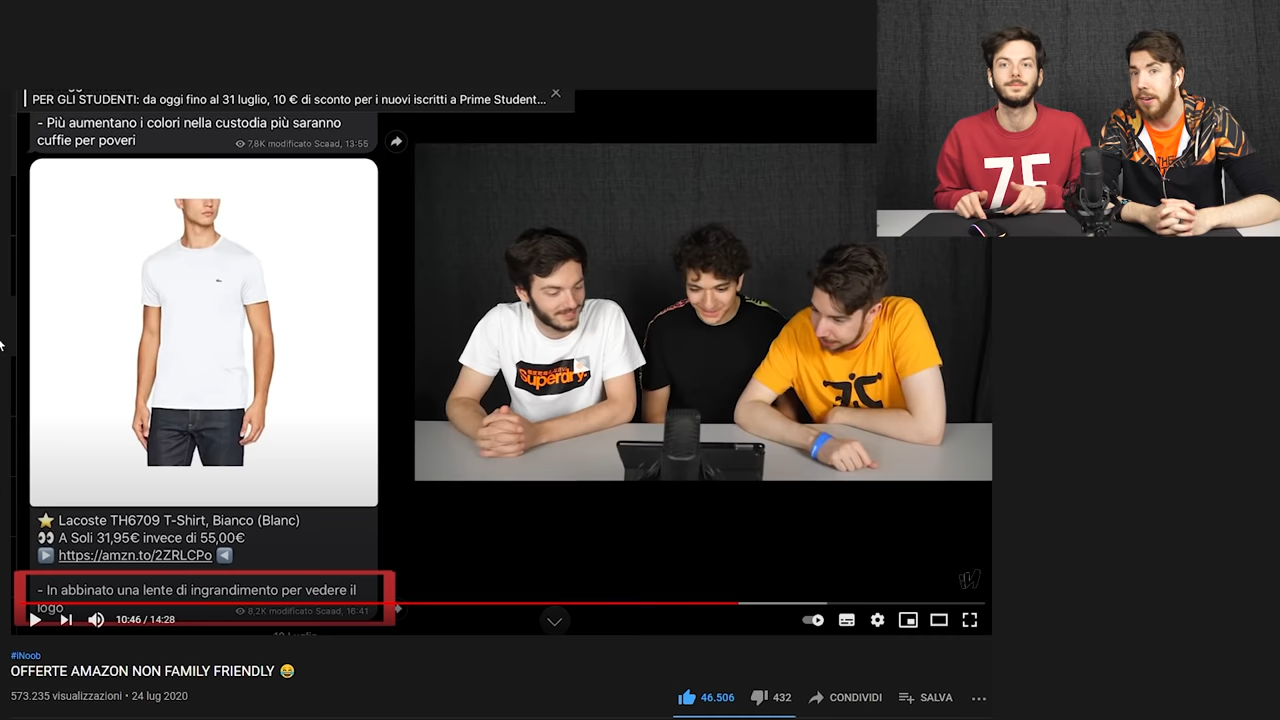 PER GLI STUDENTI: da oggi fino al 31 luglio, 10 € di sconto per i nuovi iscritti a Prime Student...
- Più aumentano i colori nella custodia più saranno
cuffie per poveri
7,8K modificato Scaad, 13:55
7F
THE
Superdry.
⭐ Lacoste TH6709 T-Shirt, Bianco (Blanc)
👀 A Soli 31,95€ invece di 55,00€
▶ https://amzn.to/2ZRLCPo ◀
- In abbinato una lente di ingrandimento per vedere il
logo
8,2K modificato Scaad, 16:41
10:46 / 14:28
#INoob
OFFERTE AMAZON NON FAMILY FRIENDLY 😂
573.235 visualizzazioni • 24 lug 2020
46.506
432
CONDIVIDI
SALVA